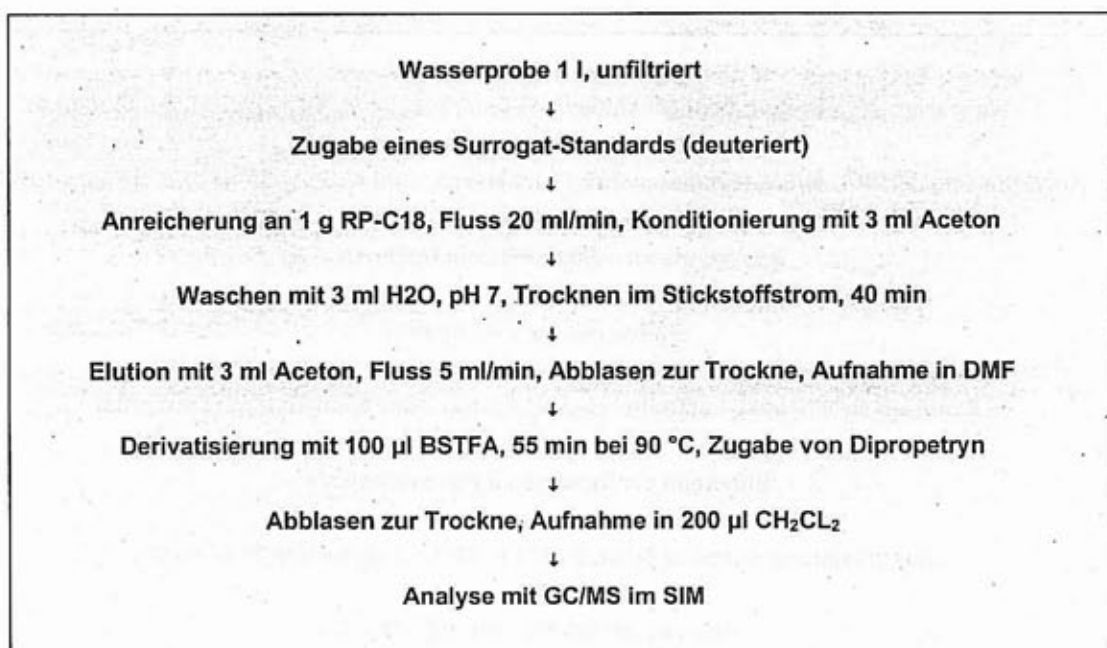 Wasserprobe 1 l, unfiltriert
↓
Zugabe eines Surrogat-Standards (deuteriert)
↓
Anreicherung an 1 g RP-C18, Fluss 20 ml/min, Konditionierung mit 3 ml Aceton
↓
Waschen mit 3 ml H2O, pH 7, Trocknen im Stickstoffstrom, 40 min
↓
Elution mit 3 ml Aceton, Fluss 5 ml/min, Abblasen zur Trockne, Aufnahme in DMF
↓
Derivatisierung mit 100 µl BSTFA, 55 min bei 90 °C, Zugabe von Dipropetryn
↓
Abblasen zur Trockne, Aufnahme in 200 µl CH₂CL₂
↓
Analyse mit GC/MS im SIM